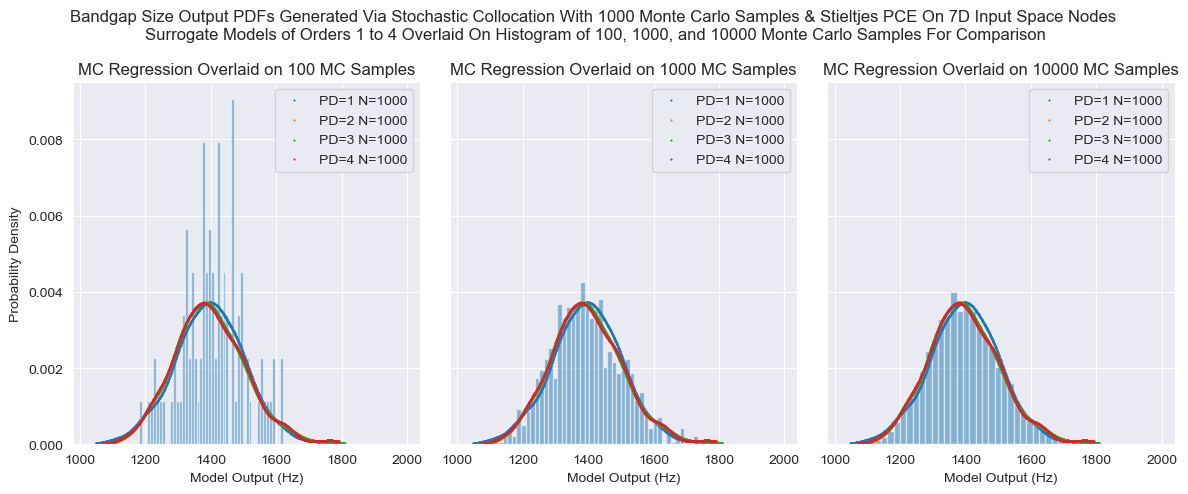 Bandgap Size Output PDFs Generated Via Stochastic Collocation With 1000 Monte Carlo Samples & Stieltjes PCE On 7D Input Space Nodes
Surrogate Models of Orders 1 to 4 Overlaid On Histogram of 100, 1000, and 10000 Monte Carlo Samples For Comparison
MC Regression Overlaid on 100 MC Samples
PD=1 N=1000
PD=2 N=1000
PD=3 N=1000
PD=4 N=1000
0.008
0.006
0.004
0.002
0.000
Probability Density
1000 1200 1400 1600 1800 2000
Model Output (Hz)
MC Regression Overlaid on 1000 MC Samples
PD=1 N=1000
PD=2 N=1000
PD=3 N=1000
PD=4 N=1000
1000 1200 1400 1600 1800 2000
Model Output (Hz)
MC Regression Overlaid on 10000 MC Samples
PD=1 N=1000
PD=2 N=1000
PD=3 N=1000
PD=4 N=1000
1000 1200 1400 1600 1800 2000
Model Output (Hz)